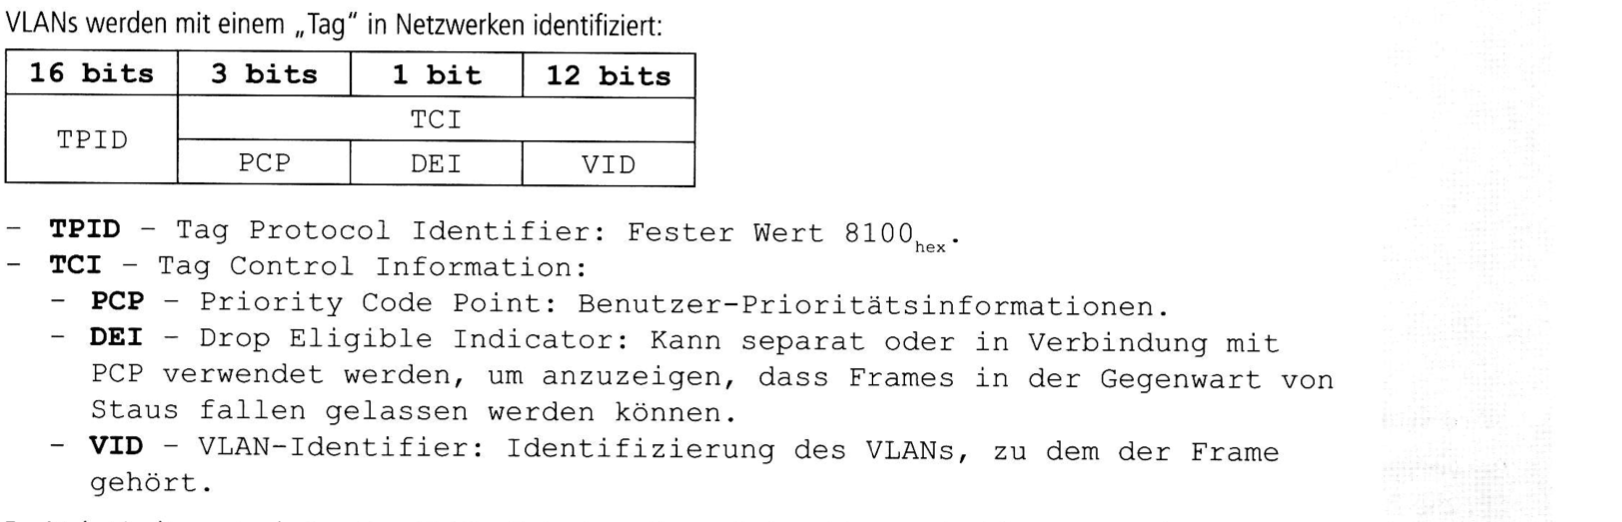 VLANs werden mit einem „Tag“ in Netzwerken identifiziert:
16 bits 3 bits 1 bit 12 bits
TCI
TPID
PCP DEI VID
- TPID - Tag Protocol Identifier: Fester Wert 8100hex.
- TCI - Tag Control Information:
- PCP - Priority Code Point: Benutzer-Prioritätsinformationen.
- DEI - Drop Eligible Indicator: Kann separat oder in Verbindung mit
PCP verwendet werden, um anzuzeigen, dass Frames in der Gegenwart von
Staus fallen gelassen werden können.
- VID - VLAN-Identifier: Identifizierung des VLANs, zu dem der Frame
gehört.